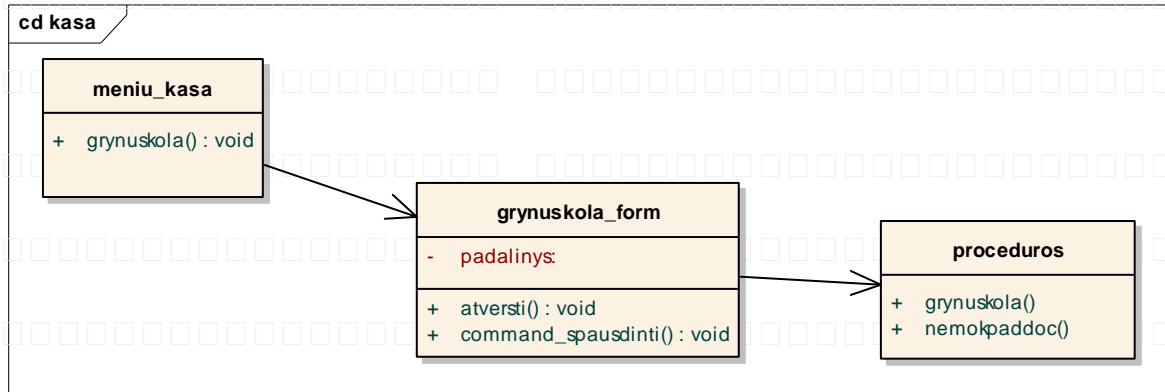 cd kasa
meniu_kasa
+ grynuskola() : void
grynuskola_form
- padalinys:
+ atversti() : void
+ command_spausdinti() : void
proceduros
+ grynuskola()
+ nemokpaddoc()